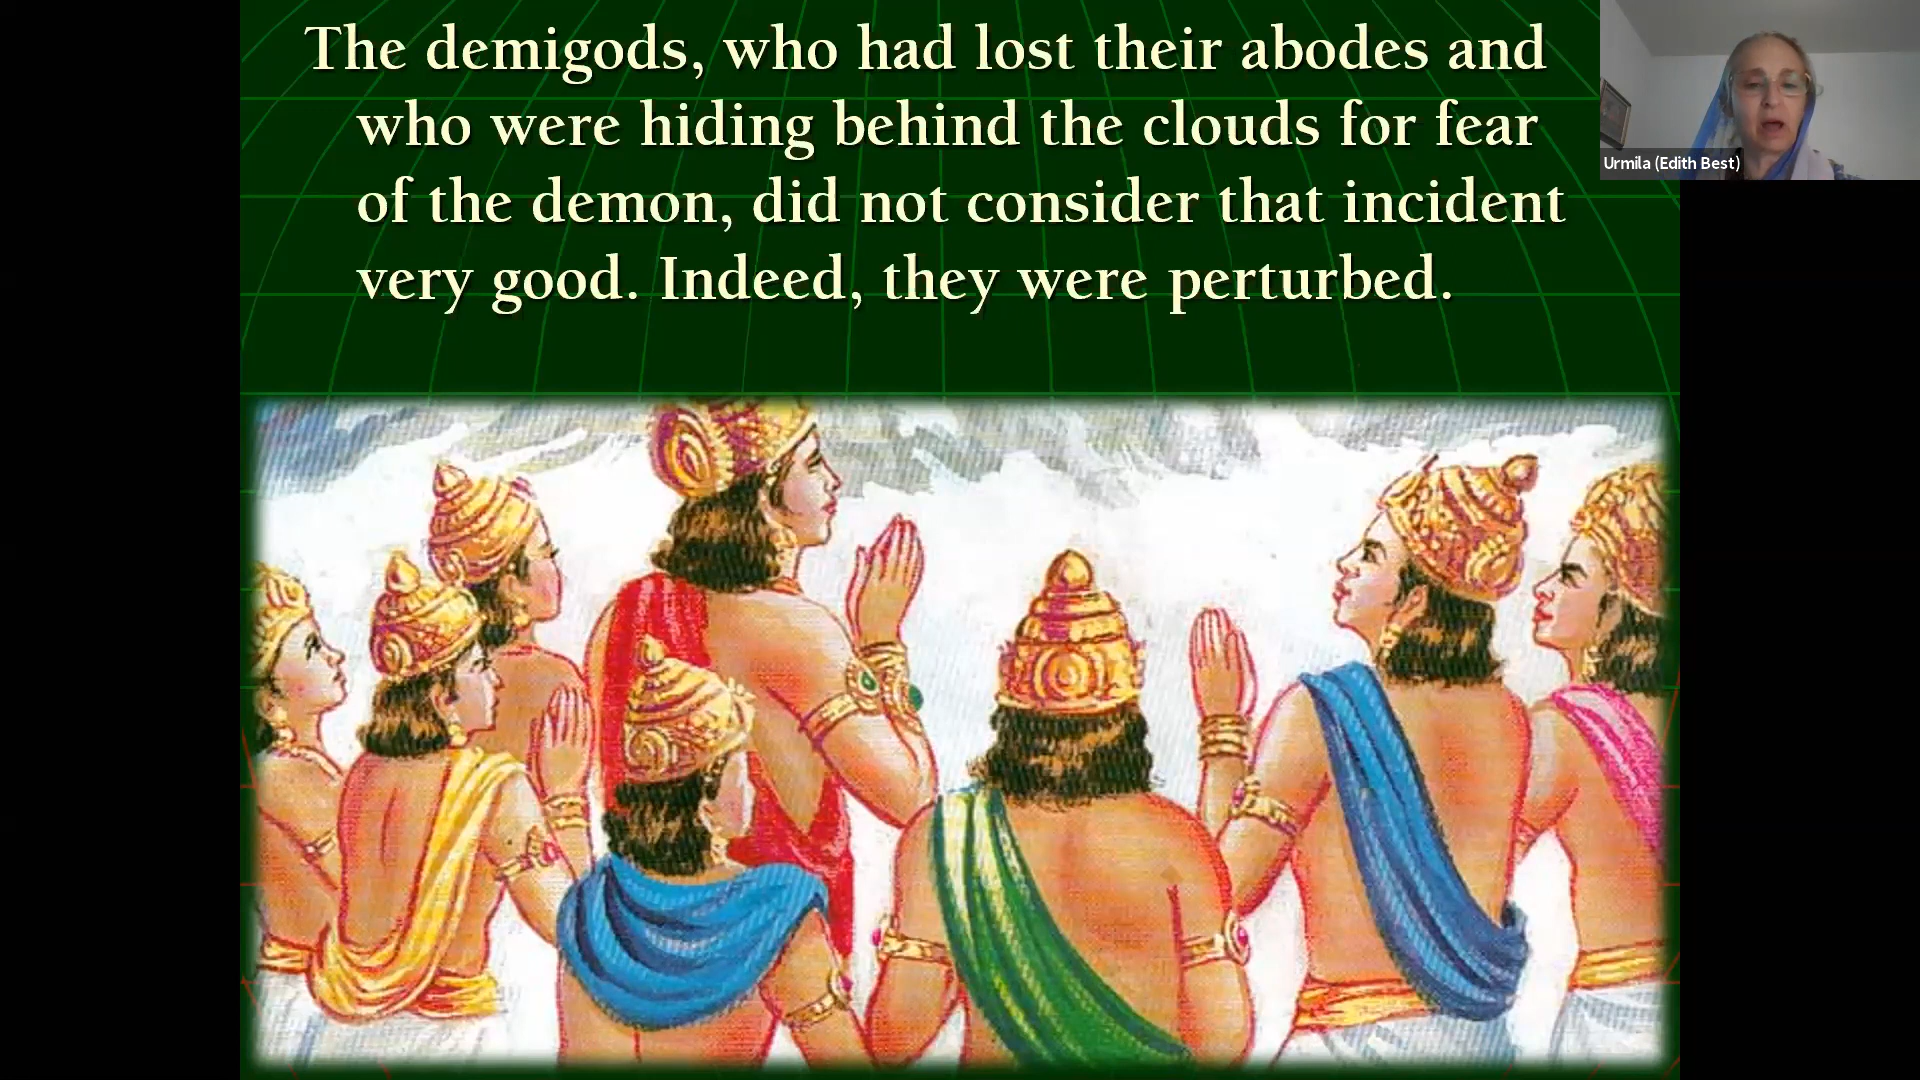 The demigods, who had lost their abodes and
who were hiding behind the clouds for fear
of the demon, did not consider that incident
very good. Indeed, they were perturbed.
Urmila (Edith Best)